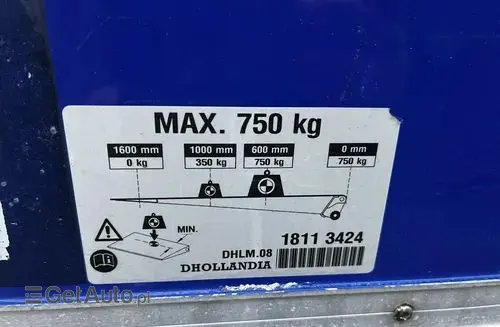 MAX. 750 kg
1600 mm 1000 mm 600 mm 0 mm
0 kg 350 kg 750 kg 750 kg
MIN.
DHLM.08 1811 3424
DHOLLANDIA
GetAuto.pl